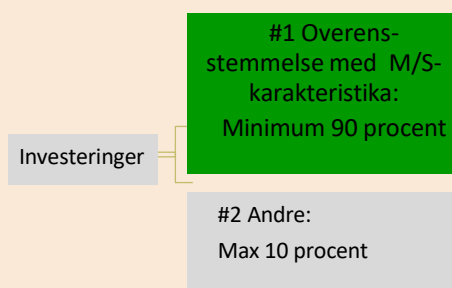 #1 Overens-
stemmelse med M/S-
karakteristika:
Minimum 90 procent
Investeringer
#2 Andre:
Max 10 procent